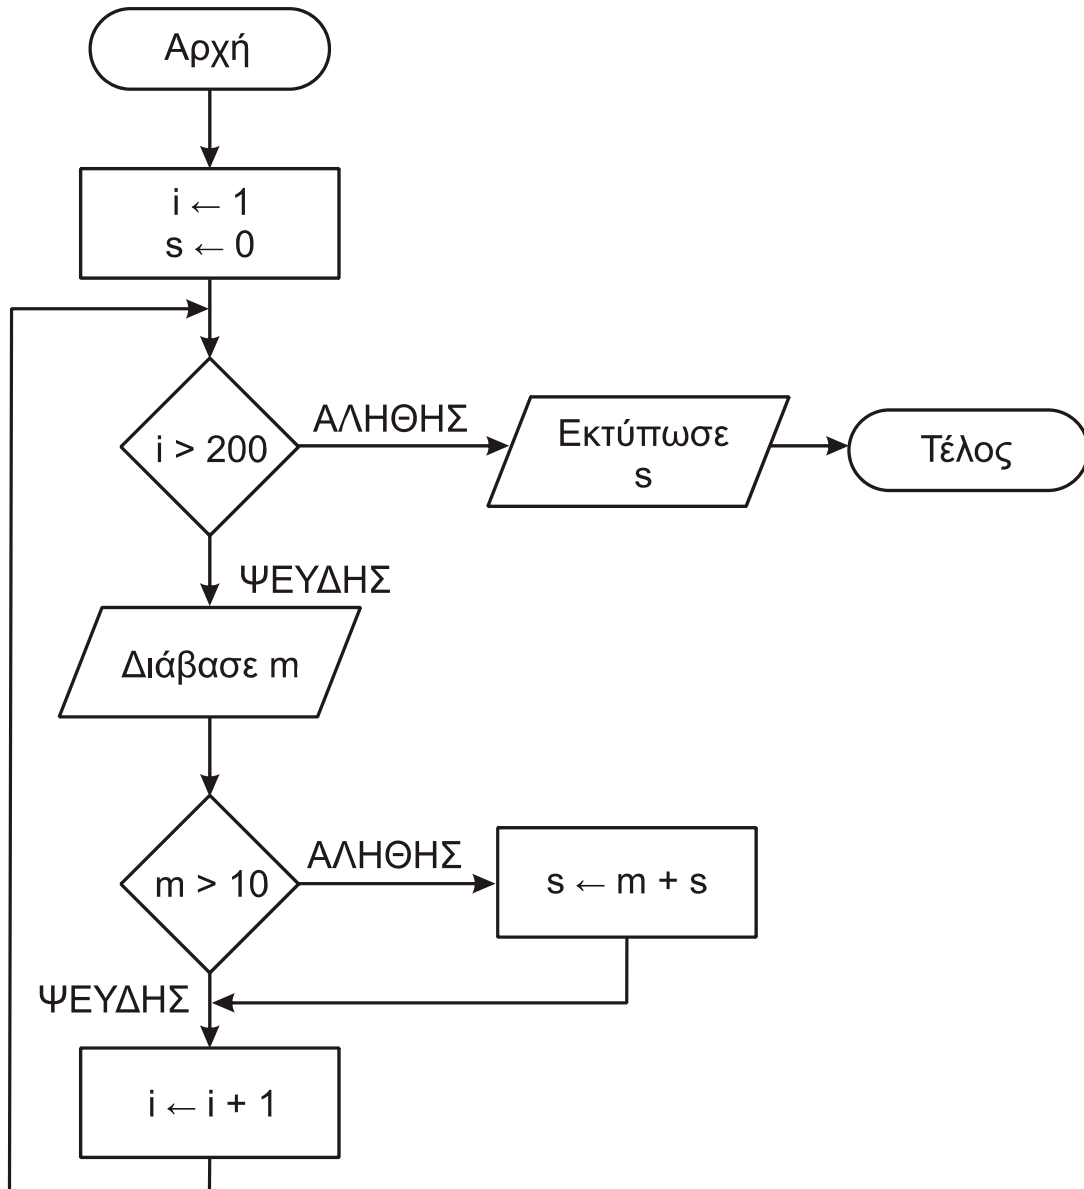 Αρχή
i ← 1
s ← 0
i > 200
ΑΛΗΘΗΣ
Εκτύπωσε
s
Τέλος
ΨΕΥΔΗΣ
Διάβασε m
m > 10
ΑΛΗΘΗΣ
s ← m + s
ΨΕΥΔΗΣ
i ← i + 1